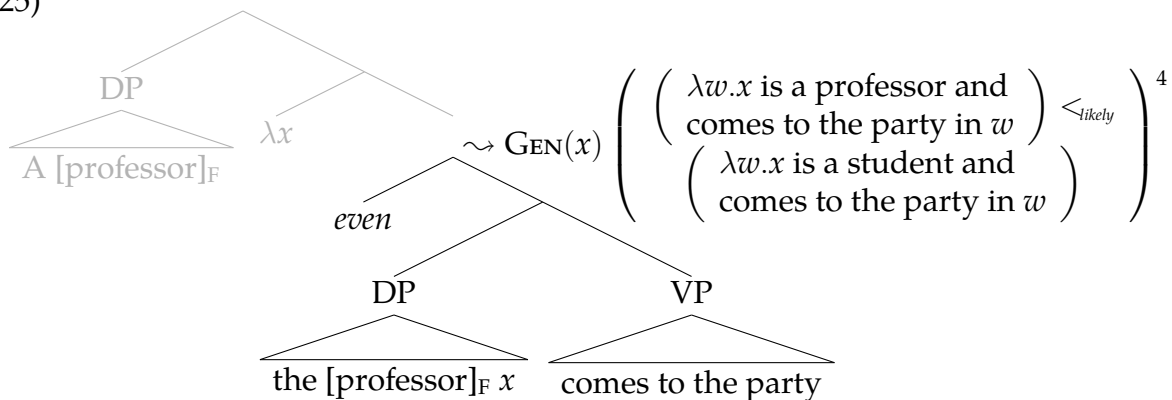 25)
DP
A [professor]F
λx
⇝ GEN(x) ( ( λw.x is a professor and
comes to the party in w ) <likely
( λw.x is a student and
comes to the party in w ) ) 4
even
DP VP
the [professor]F x comes to the party